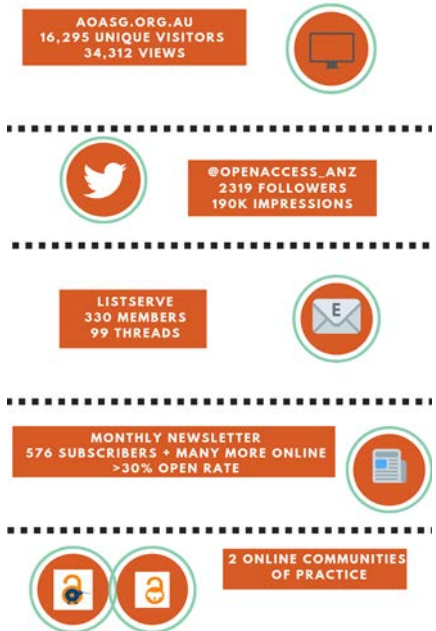 AOASG.ORG.AU
16,295 UNIQUE VISITORS
34,312 VIEWS
@OPENACCESS_ANZ
2319 FOLLOWERS
190K IMPRESSIONS
LISTSERVE
330 MEMBERS
99 THREADS
E
MONTHLY NEWSLETTER
576 SUBSCRIBERS + MANY MORE ONLINE
>30% OPEN RATE
2 ONLINE COMMUNITIES
OF PRACTICE